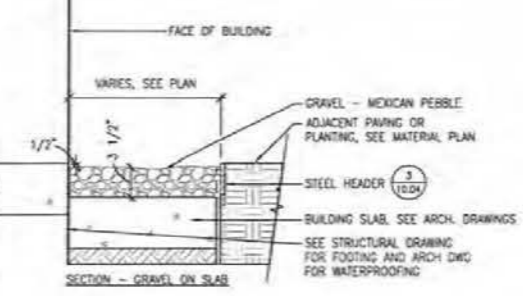 FACE OF BUILDING
VARIES, SEE PLAN
1/2"
3 1/2"
GRAVEL - MEXICAN PEBBLE
ADJACENT PAVING OR
PLANTING, SEE MATERIAL PLAN
STEEL HEADER
3
10.04
BUILDING SLAB, SEE ARCH. DRAWINGS
SEE STRUCTURAL DRAWING
FOR FOOTING AND ARCH DWG
FOR WATERPROOFING
SECTION - GRAVEL ON SLAB